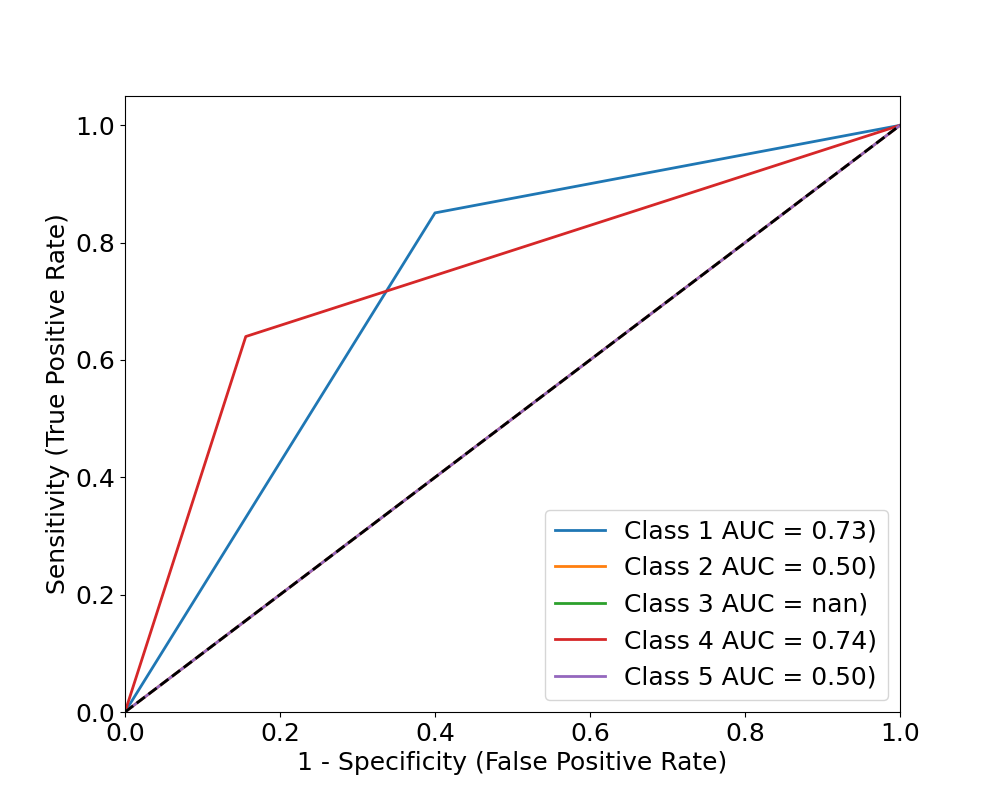 1.0
0.8
0.6
0.4
0.2
0.0
Sensitivity (True Positive Rate)
Class 1 AUC = 0.73)
Class 2 AUC = 0.50)
Class 3 AUC = nan)
Class 4 AUC = 0.74)
Class 5 AUC = 0.50)
0.0 0.2 0.4 0.6 0.8 1.0
1 - Specificity (False Positive Rate)